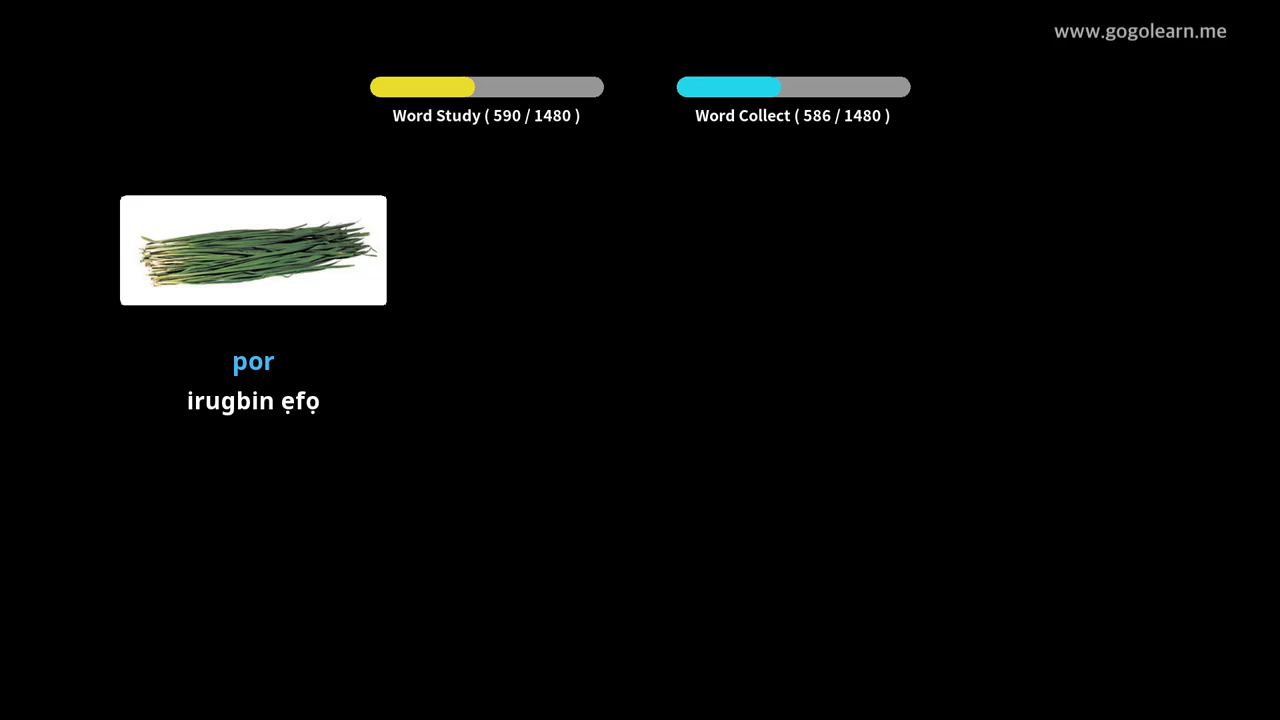 www.gogolearn.me
Word Study ( 590 / 1480 )
Word Collect ( 586 / 1480 )
por
irugbin ẹfọ